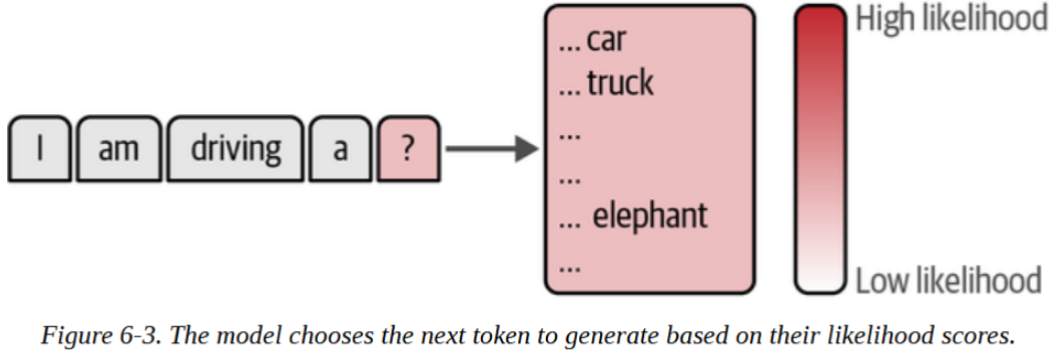 I am driving a ?
... car
... truck
...
...
... elephant
...
High likelihood
Low likelihood
Figure 6-3. The model chooses the next token to generate based on their likelihood scores.